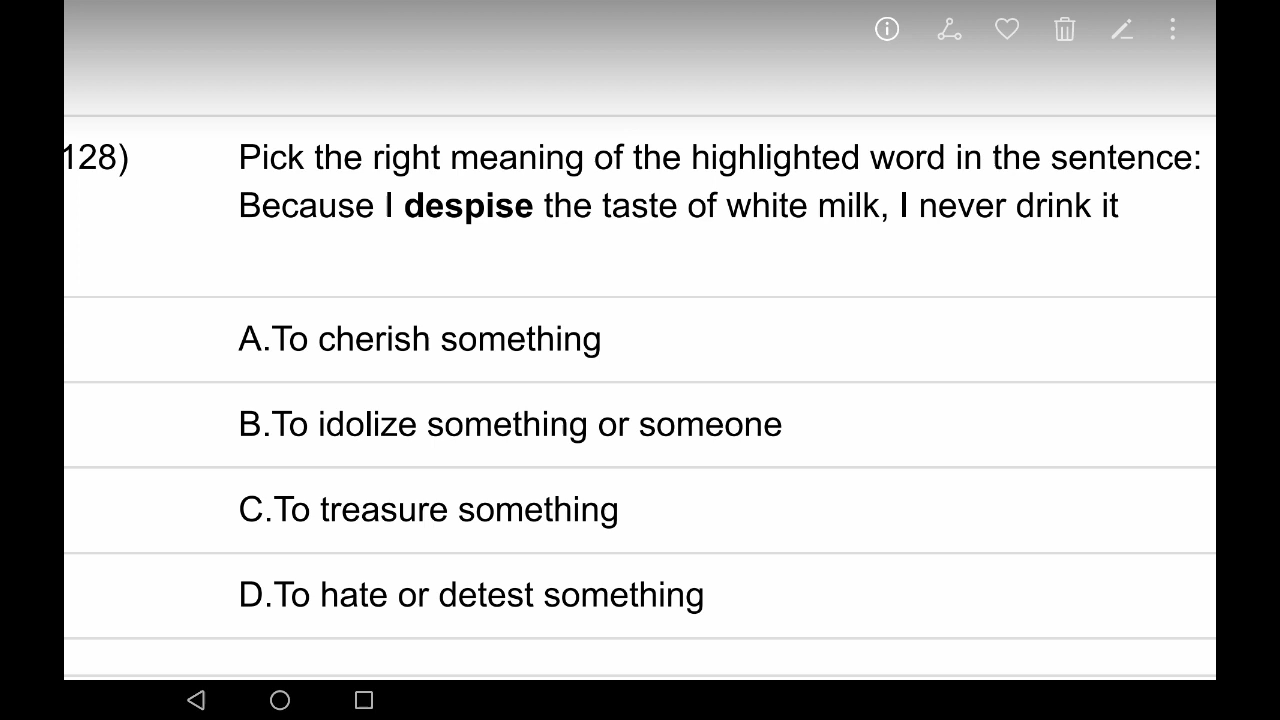 128) Pick the right meaning of the highlighted word in the sentence:
Because I despise the taste of white milk, I never drink it
A.To cherish something
B.To idolize something or someone
C.To treasure something
D.To hate or detest something